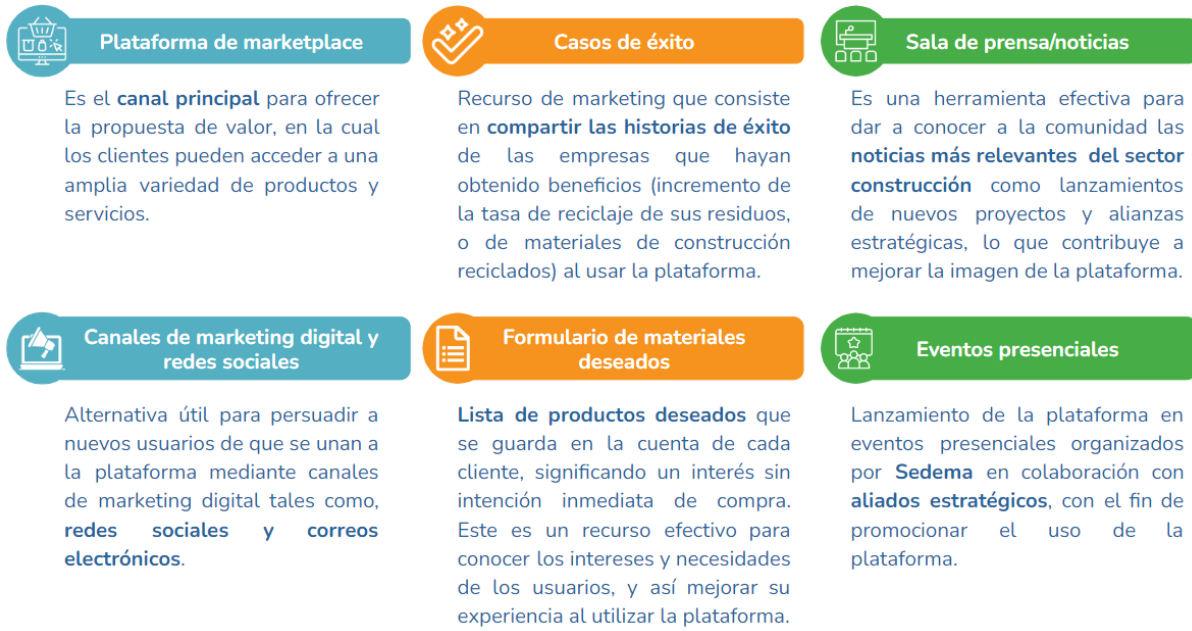 Plataforma de marketplace
Es el canal principal para ofrecer
la propuesta de valor, en la cual
los clientes pueden acceder a una
amplia variedad de productos y
servicios.
Casos de éxito
Recurso de marketing que consiste
en compartir las historias de éxito
de las empresas que hayan
obtenido beneficios (incremento de
la tasa de reciclaje de sus residuos,
o de materiales de construcción
reciclados) al usar la plataforma.
Sala de prensa/noticias
Es una herramienta efectiva para
dar a conocer a la comunidad las
noticias más relevantes del sector
construcción como lanzamientos
de nuevos proyectos y alianzas
estratégicas, lo que contribuye a
mejorar la imagen de la plataforma.
Canales de marketing digital y
redes sociales
Alternativa útil para persuadir a
nuevos usuarios de que se unan a
la plataforma mediante canales
de marketing digital tales como,
redes sociales y correos
electrónicos.
Formulario de materiales
deseados
Lista de productos deseados que
se guarda en la cuenta de cada
cliente, significando un interés sin
intención inmediata de compra.
Este es un recurso efectivo para
conocer los intereses y necesidades
de los usuarios, y así mejorar su
experiencia al utilizar la plataforma.
Eventos presenciales
Lanzamiento de la plataforma en
eventos presenciales organizados
por Sedema en colaboración con
aliados estratégicos, con el fin de
promocionar el uso de la
plataforma.